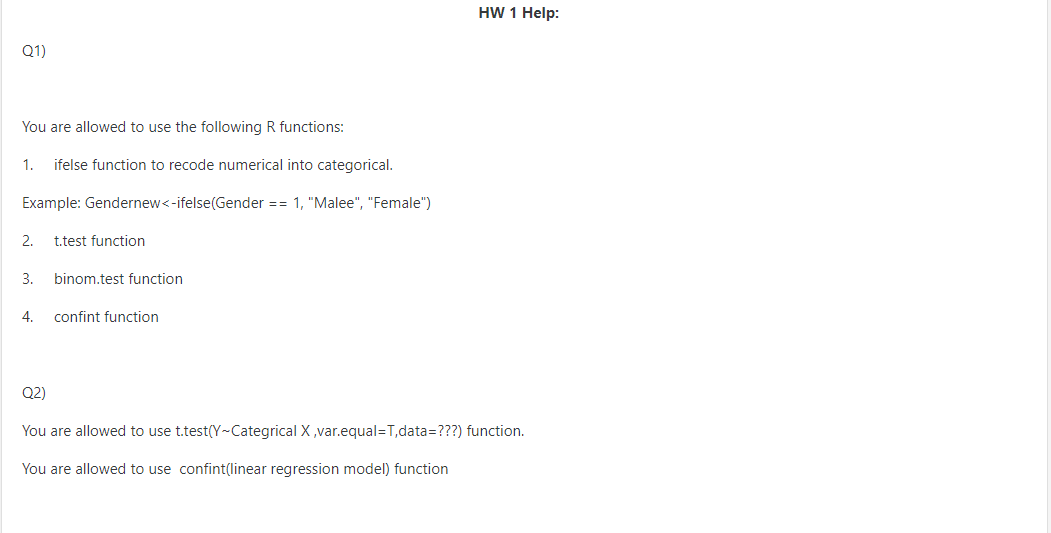 HW 1 Help:
Q1)
You are allowed to use the following R functions:
1. ifelse function to recode numerical into categorical.
Example: Gendernew<-ifelse(Gender == 1, "Malee", "Female")
2. t.test function
3. binom.test function
4. confint function
Q2)
You are allowed to use t.test(Y~Categrical X ,var.equal=T,data=???) function.
You are allowed to use confint(linear regression model) function